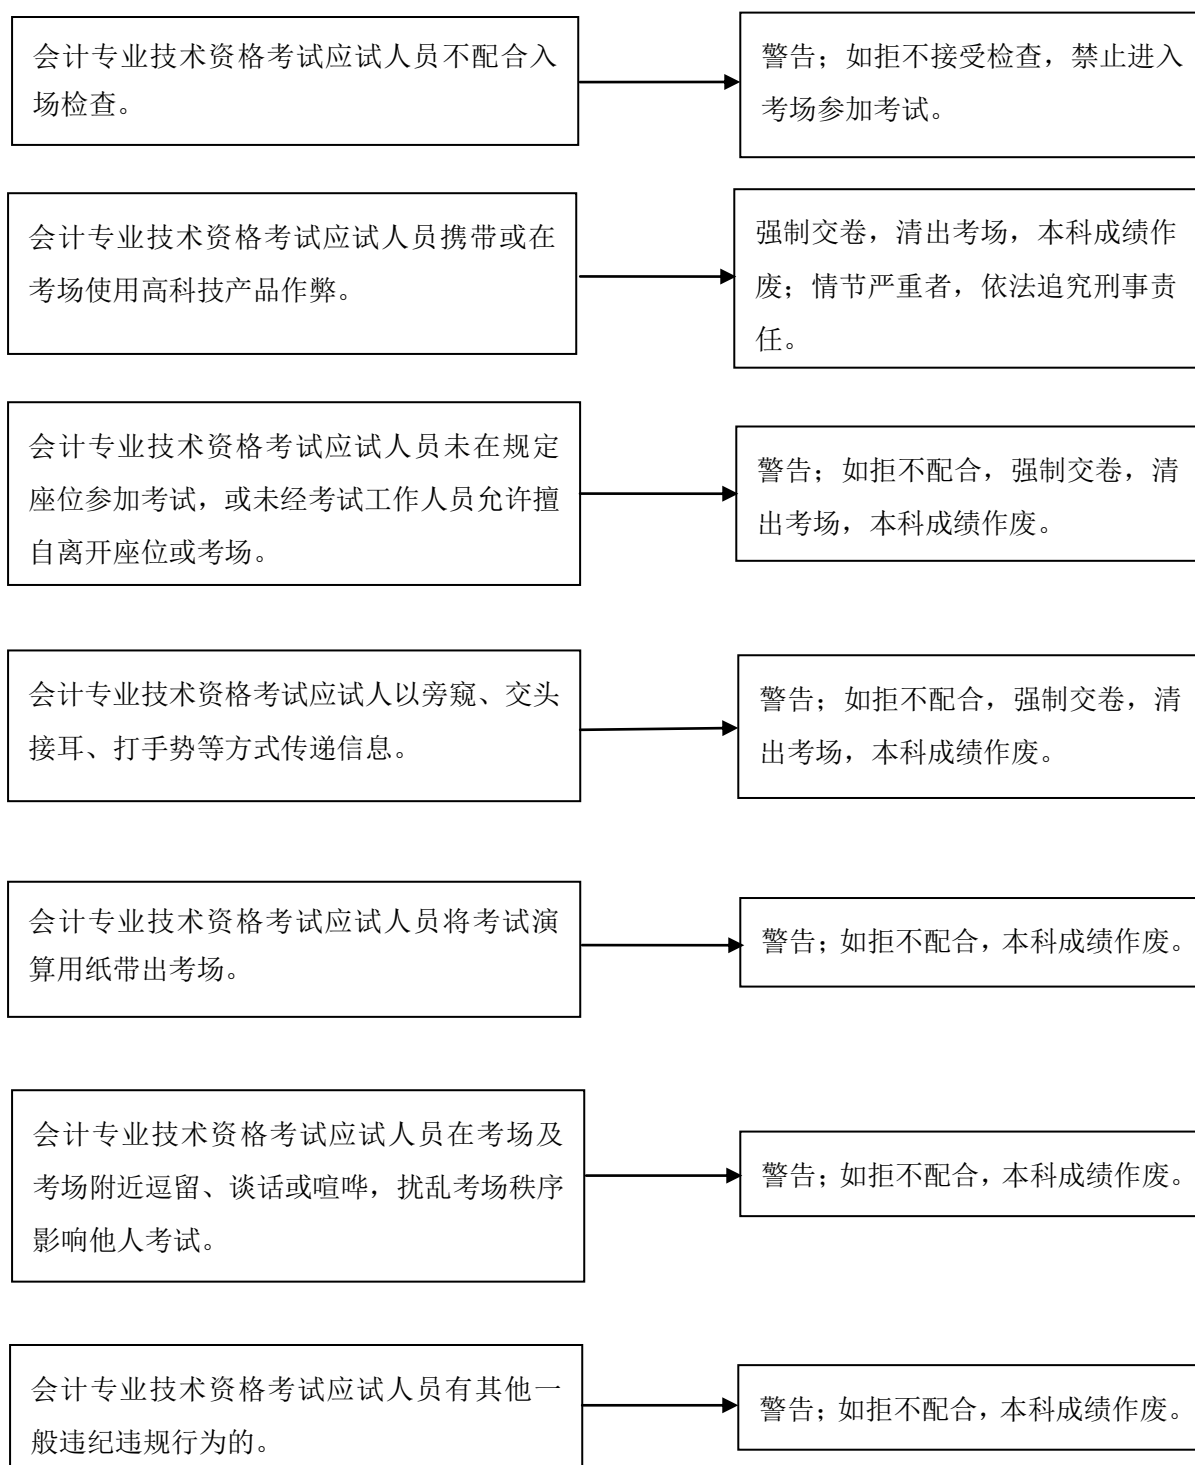 会计专业技术资格考试应试人员不配合入
场检查。
警告；如拒不接受检查，禁止进入
考场参加考试。
会计专业技术资格考试应试人员携带或在
考场使用高科技产品作弊。
强制交卷，清出考场，本科成绩作
废；情节严重者，依法追究刑事责
任。
会计专业技术资格考试应试人员未在规定
座位参加考试，或未经考试工作人员允许擅
自离开座位或考场。
警告；如拒不配合，强制交卷，清
出考场，本科成绩作废。
会计专业技术资格考试应试人以旁窥、交头
接耳、打手势等方式传递信息。
警告；如拒不配合，强制交卷，清
出考场，本科成绩作废。
会计专业技术资格考试应试人员将考试演
算用纸带出考场。
警告；如拒不配合，本科成绩作废。
会计专业技术资格考试应试人员在考场及
考场附近逗留、谈话或喧哗，扰乱考场秩序
影响他人考试。
警告；如拒不配合，本科成绩作废。
会计专业技术资格考试应试人员有其他一
般违纪违规行为的。
警告；如拒不配合，本科成绩作废。